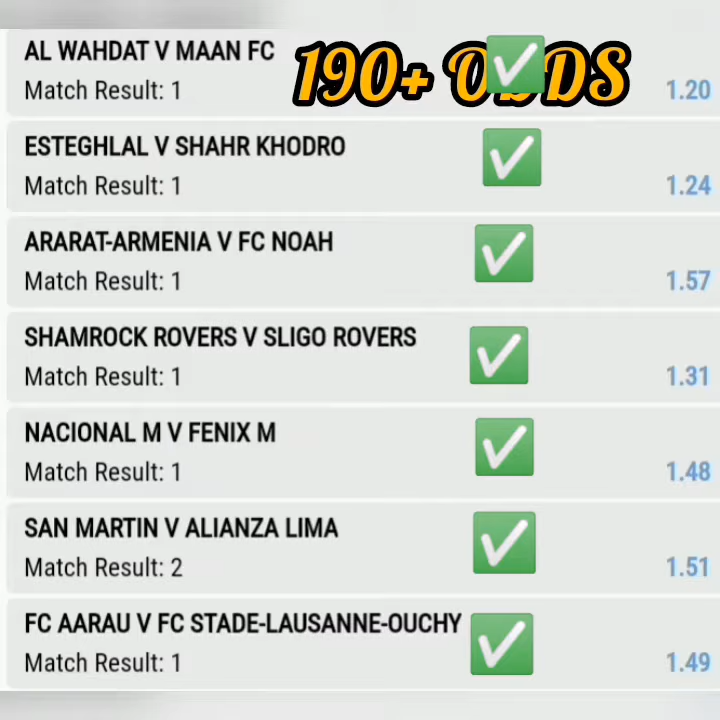 AL WAHDAT V MAAN FC
190+ ODDS
Match Result: 1
1.20
ESTEGHLAL V SHAHR KHODRO
Match Result: 1
1.24
ARARAT-ARMENIA V FC NOAH
Match Result: 1
1.57
SHAMROCK ROVERS V SLIGO ROVERS
Match Result: 1
1.31
NACIONAL M V FENIX M
Match Result: 1
1.48
SAN MARTIN V ALIANZA LIMA
Match Result: 2
1.51
FC AARAU V FC STADE-LAUSANNE-OUCHY
Match Result: 1
1.49